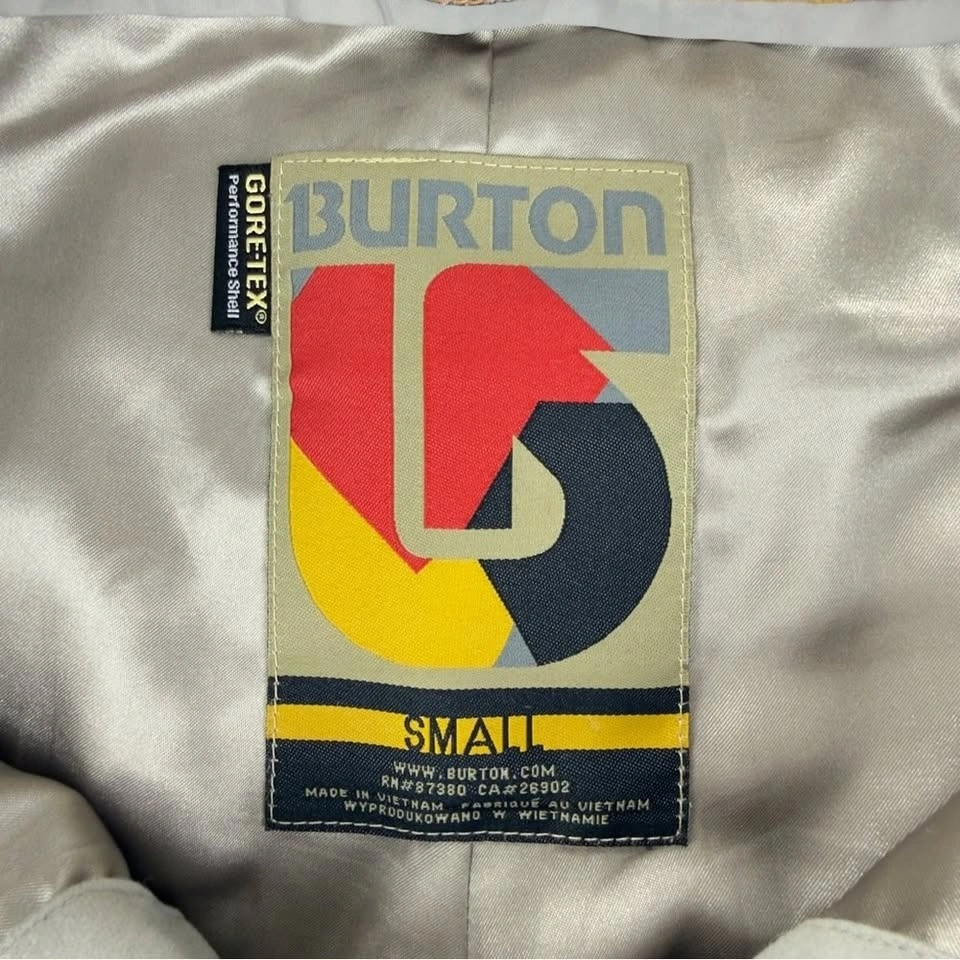 GORE-TEX®
Performance Shell
BURTON
SMALL
WWW.BURTON.COM
RN#87380 CA#26902
MADE IN VIETNAM FABRIQUÉ AU VIETNAM
WYPRODUKOWANO W WIETNAMIE